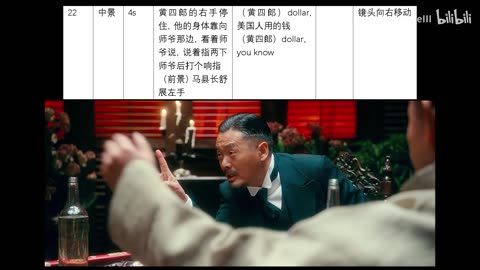 ell bilibili
22 中景 4s 黄四郎的右手停 （黄四郎）dollar, 镜头向右移动
住，他的身体靠向 美国人用的钱
师爷那边，看着师 （黄四郎）dollar,
爷说，说着指两下 you know
师爷后打个响指
（前景）马县长舒
展左手